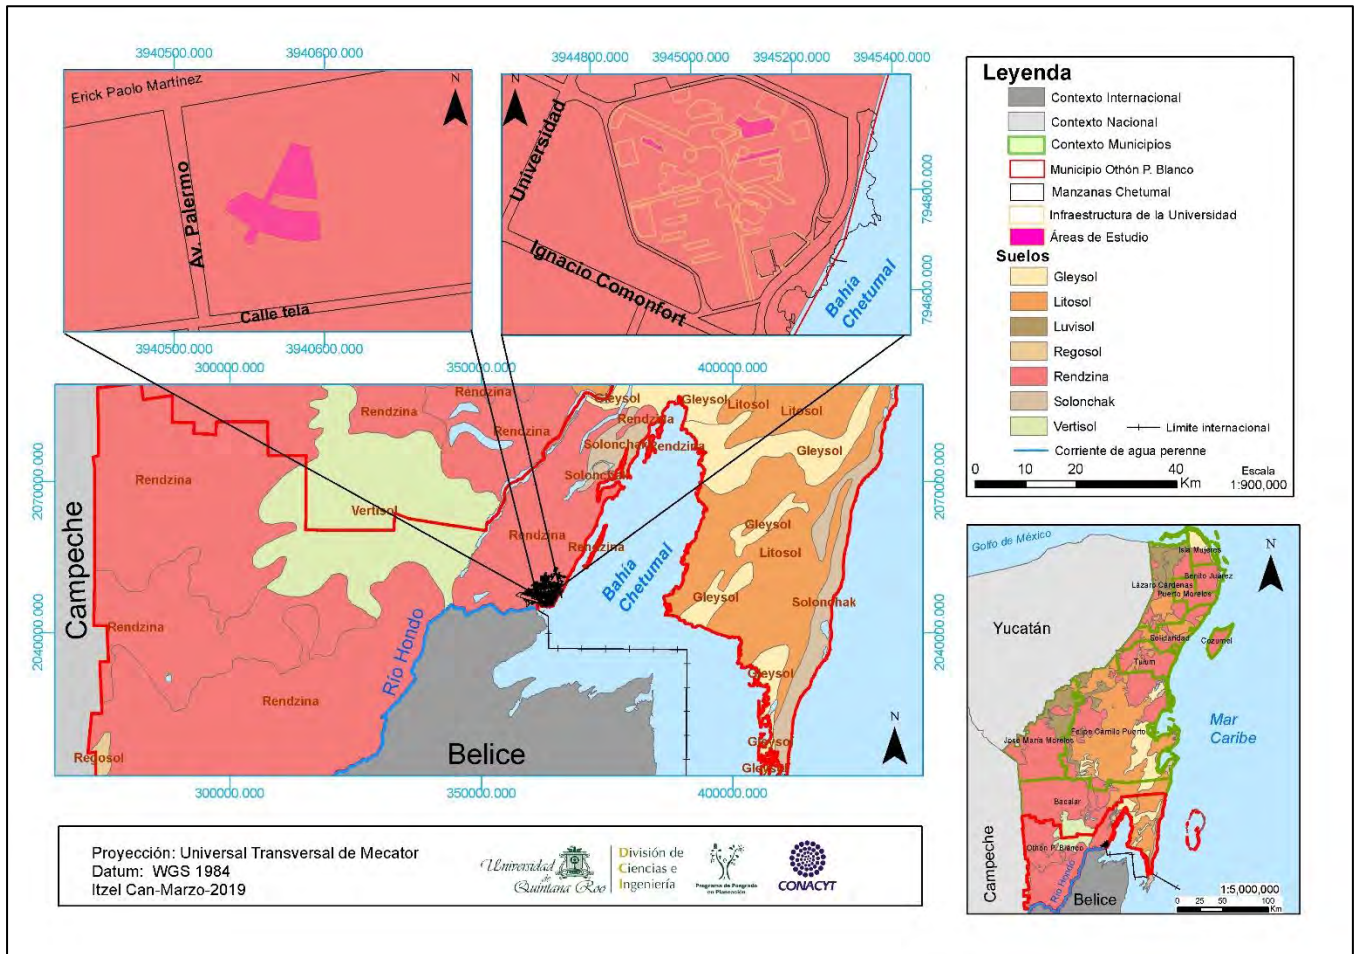 3940500.000
3940600.000
Erick Paolo Martínez
N
Av. Palermo
Calle tela
3940500.000
3940600.000
3944800.000
3945000.000
3945200.000
3945400.000
N
Universidad
Ignacio Comonfort
Bahía
Chetumal
794800.000
794600.000
Leyenda
Contexto Internacional
Contexto Nacional
Contexto Municipios
Municipio Othón P. Blanco
Manzanas Chetumal
Infraestructura de la Universidad
Áreas de Estudio
Suelos
Gleysol
Litosol
Luvisol
Regosol
Rendzina
Solonchak
Vertisol
Límite internacional
Corriente de agua perenne
0 10 20 40
Km
Escala
1:900,000
300000.000
350000.000
400000.000
2070000.000
2040000.000
Campeche
Rendzina
Rendzina
Rendzina
Rendzina
Gleysol
Rendzina
Solonchak
Rendzina
Solonchak
Gleysol
Litosol
Litosol
Gleysol
Vertisol
Rendzina
Rendzina
Gleysol
Litosol
Bahía
Chetumal
Gleysol
Solonchak
Rendzina
Río Hondo
Rendzina
Gleysol
Belice
Regosol
Gleysol
Gleysol
N
2070000.000
2040000.000
300000.000
350000.000
400000.000
Golfo de México
N
Isla Mujeres
Benito Juárez
Lázaro Cárdenas
Puerto Morelos
Yucatán
Solidaridad
Cozumel
Tulum
José María Morelos
Felipe Carrillo Puerto
Mar
Caribe
Bacalar
Othón P. Blanco
Campeche
Río Hondo
Belice
1:5,000,000
0 25 50 100
Km
Proyección: Universal Transversal de Mecator
Datum: WGS 1984
Itzel Can-Marzo-2019
Universidad
de
Quintana Roo
División de
Ciencias e
Ingeniería
Programa de Posgrado
en Planeación
CONACYT